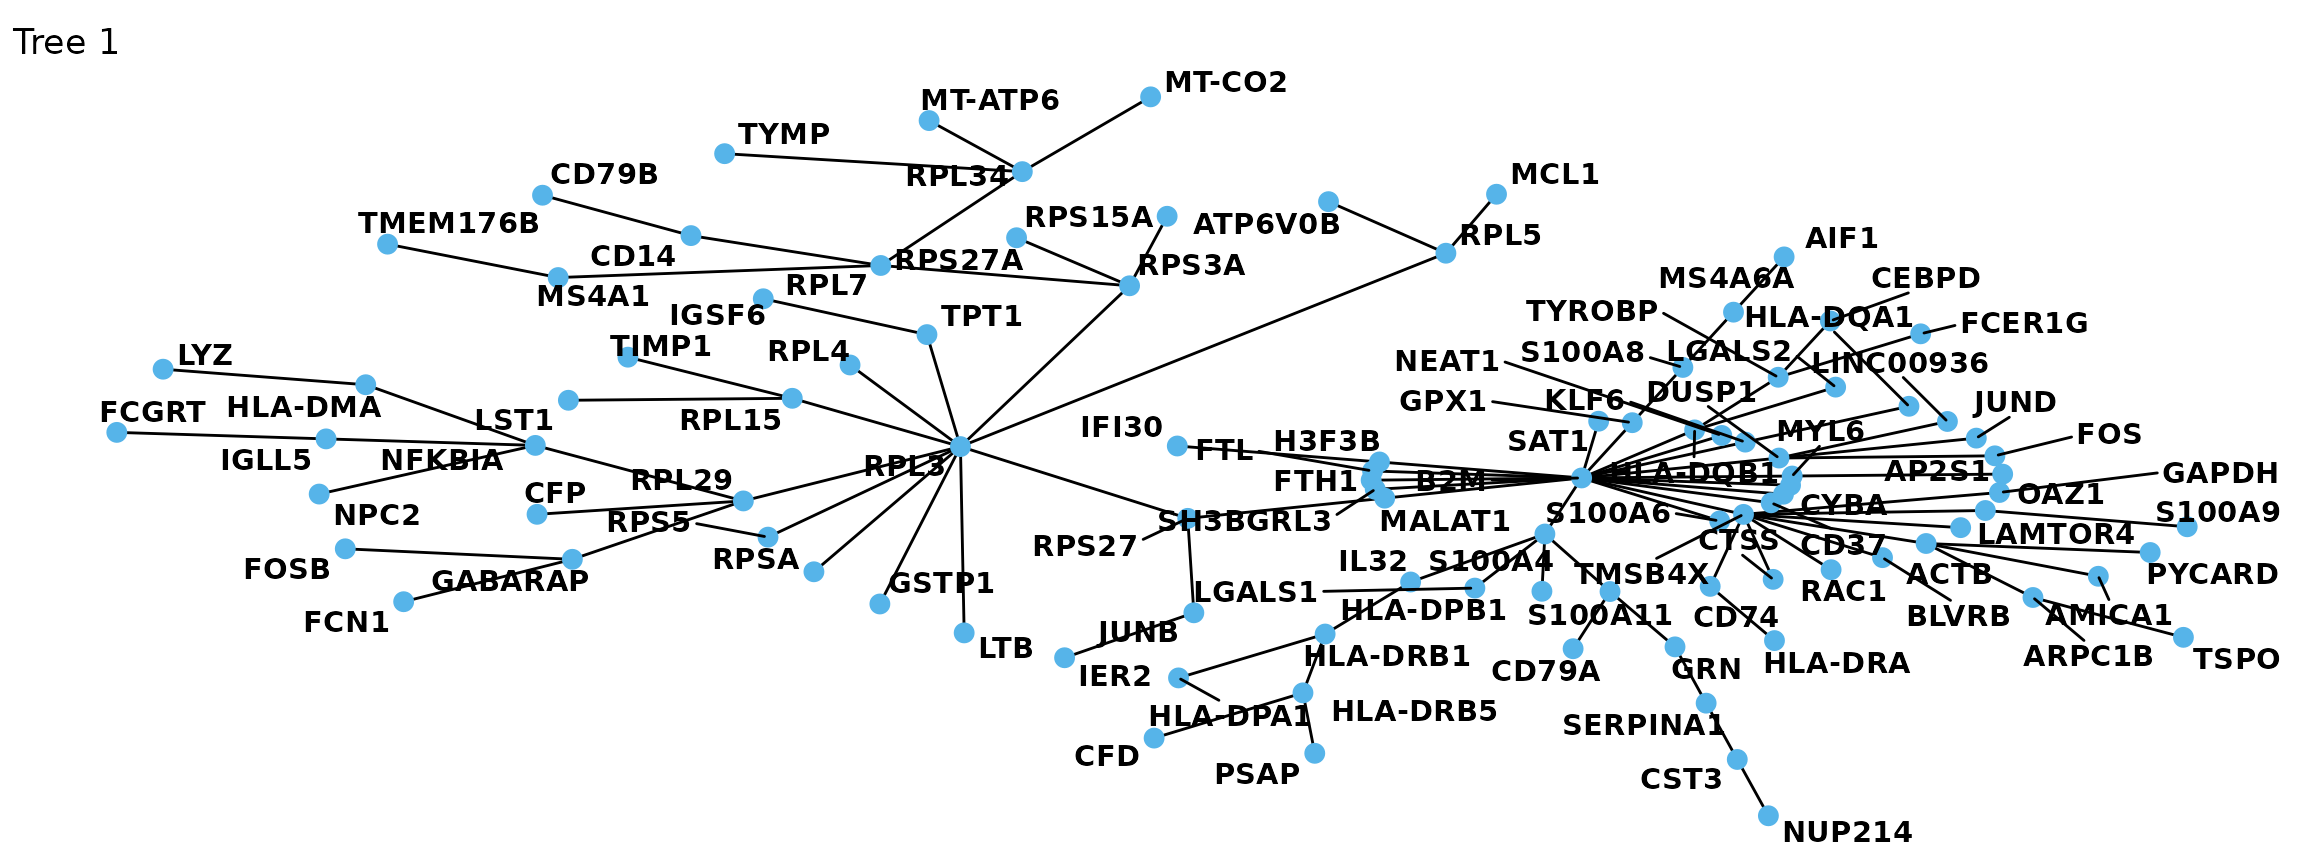 Tree 1
MT-CO2
MT-ATP6
TYMP
CD79B
RPL34
MCL1
TMEM176B
RPS15A
ATP6V0B
RPL5
AIF1
CD14
RPS27A
RPS3A
MS4A6A
CEBPD
MS4A1
RPL7
IGSF6
TPT1
TYROBP
HLA-DQA1
FCER1G
TIMP1
RPL4
LYZ
NEAT1
S100A8
LGALS2
LINC00936
FCGRT
HLA-DMA
LST1
RPL15
GPX1
KLF6
DUSP1
JUND
IFI30
FTL
H3F3B
SAT1
MYL6
FOS
IGLL5
NFKBIA
RPL3
RPL29
FTH1
B2M
HLA-DQB1
AP2S1
GAPDH
CFP
NPC2
RPS5
SH3BGRL3
MALAT1
S100A6
CYBA
OAZ1
S100A9
RPS27
RPSA
CTSS
CD37
LAMTOR4
FOSB
GABARAP
GSTP1
LGALS1
IL32
S100A4
TMSB4X
RAC1
ACTB
PYCARD
FCN1
JUNB
HLA-DPB1
S100A11
CD74
BLVRB
AMICA1
LTB
IER2
HLA-DRB1
CD79A
GRN
HLA-DRA
ARPC1B
TSPO
HLA-DPA1
HLA-DRB5
SERPINA1
CFD
PSAP
CST3
NUP214